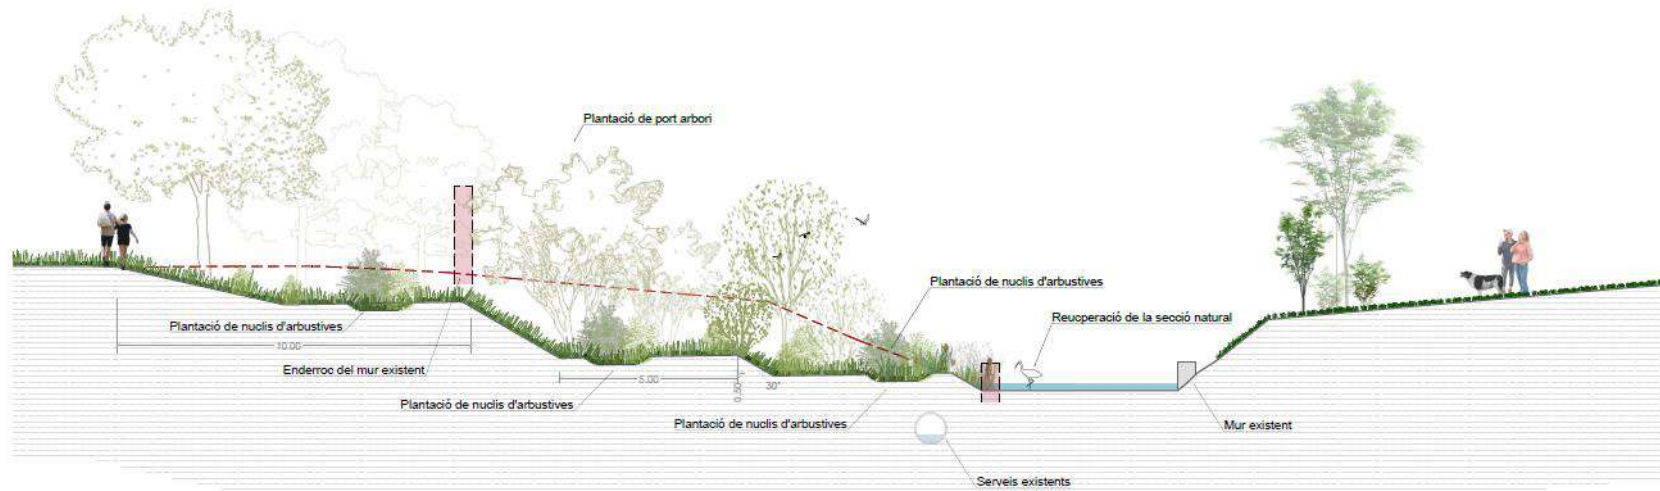 Plantació de port arbori
Plantació de nuclis d'arbustives
Reucperació de la secció natural
Plantació de nuclis d'arbustives
10.00
Enderroc del mur existent
5.00
0.50
30°
Plantació de nuclis d'arbustives
Plantació de nuclis d'arbustives
Mur existent
Serveis existents